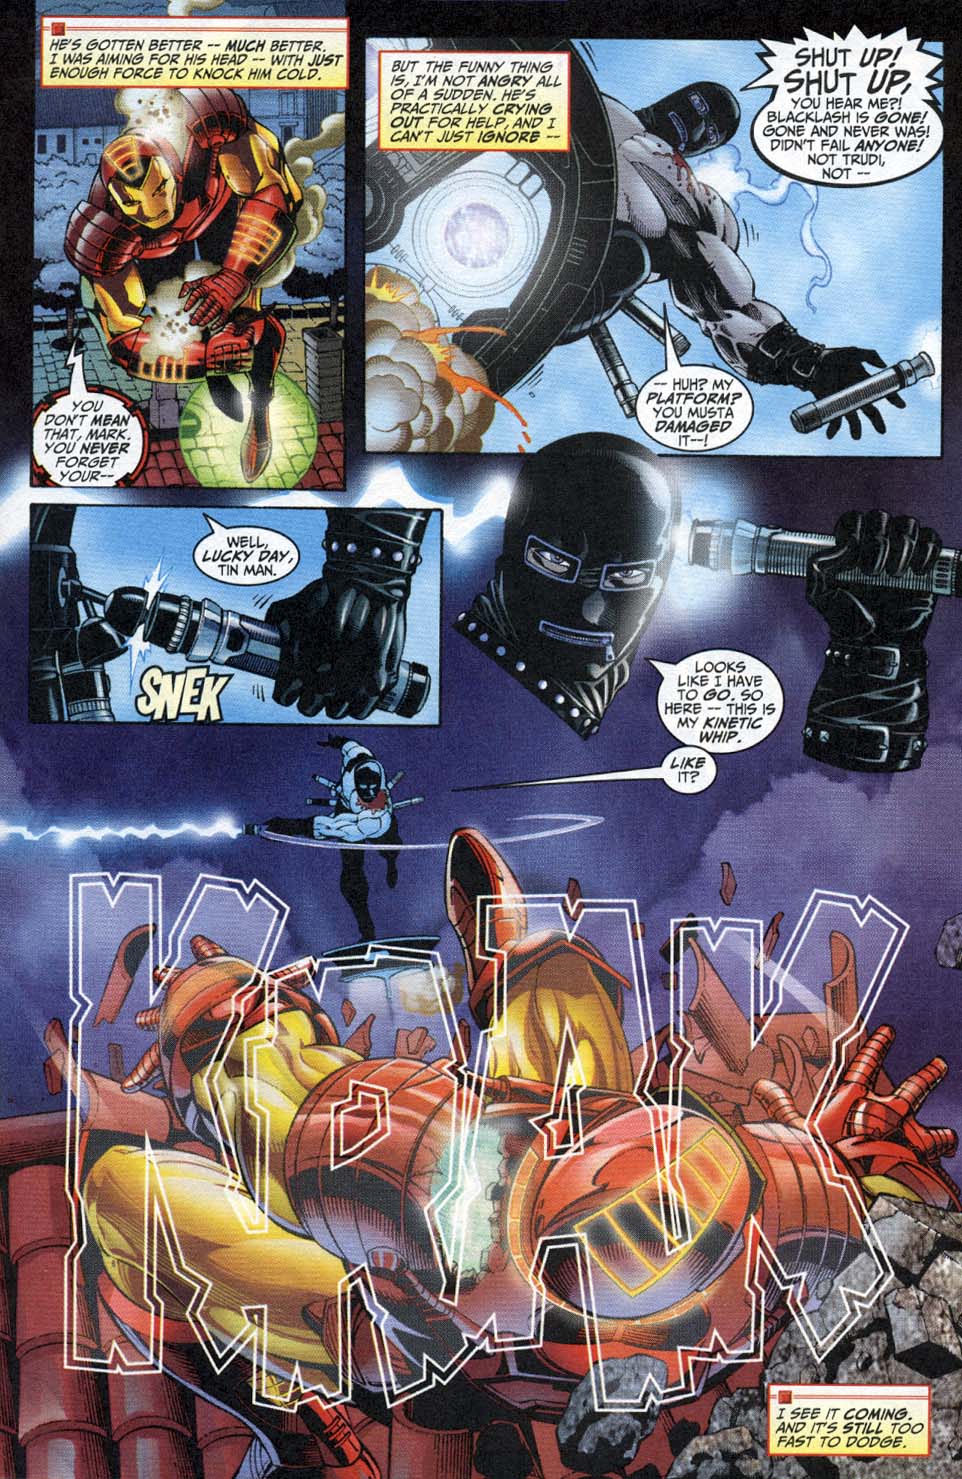 HE'S GOTTEN BETTER -- MUCH BETTER.
I WAS AIMING FOR HIS HEAD -- WITH JUST
ENOUGH FORCE TO KNOCK HIM COLD.
YOU
DON'T MEAN
THAT, MARK.
YOU NEVER
FORGET
YOUR--
BUT THE FUNNY THING
IS, I'M NOT ANGRY ALL
OF A SUDDEN. HE'S
PRACTICALLY CRYING
OUT FOR HELP, AND I
CAN'T JUST IGNORE --
SHUT UP!
SHUT UP,
YOU HEAR ME?!
BLACKLASH IS GONE!
GONE AND NEVER WAS!
DIDN'T FAIL ANYONE!
NOT TRUDI,
NOT --
-- HUH? MY
PLATFORM?
YOU MUSTA
DAMAGED
IT--!
WELL,
LUCKY DAY,
TIN MAN.
SNEK
LOOKS
LIKE I HAVE
TO GO. SO
HERE -- THIS IS
MY KINETIC
WHIP.
LIKE
IT?
KRAK
I SEE IT COMING.
AND IT'S STILL TOO
FAST TO DODGE.